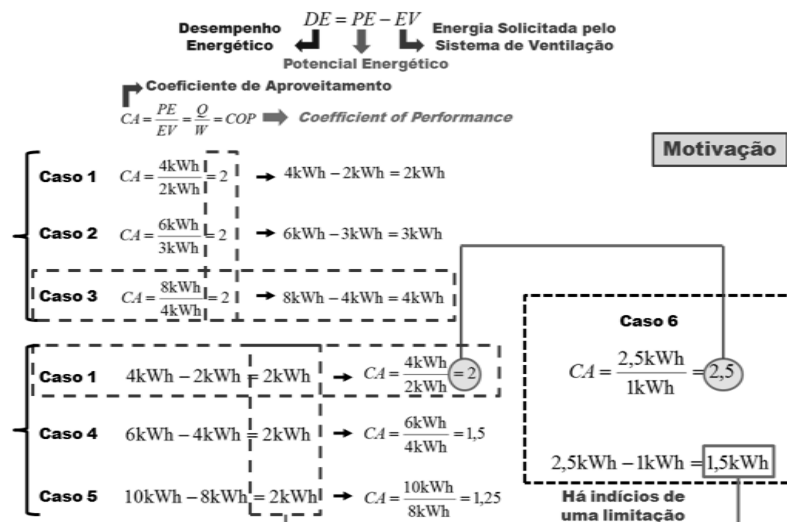 DE = PE − EV
Desempenho
Energético
Energia Solicitada pelo
Sistema de Ventilação
Potencial Energético
Coeficiente de Aproveitamento
CA = PE/EV = Q/W = COP Coefficient of Performance
Motivação
Caso 1 CA = 4kWh/2kWh = 2 → 4kWh − 2kWh = 2kWh
Caso 2 CA = 6kWh/3kWh = 2 → 6kWh − 3kWh = 3kWh
Caso 3 CA = 8kWh/4kWh = 2 → 8kWh − 4kWh = 4kWh
Caso 1 4kWh − 2kWh = 2kWh → CA = 4kWh/2kWh = 2
Caso 4 6kWh − 4kWh = 2kWh → CA = 6kWh/4kWh = 1,5
Caso 5 10kWh − 8kWh = 2kWh → CA = 10kWh/8kWh = 1,25
Caso 6
CA = 2,5kWh/1kWh = 2,5
2,5kWh − 1kWh = 1,5kWh
Há indícios de
uma limitação